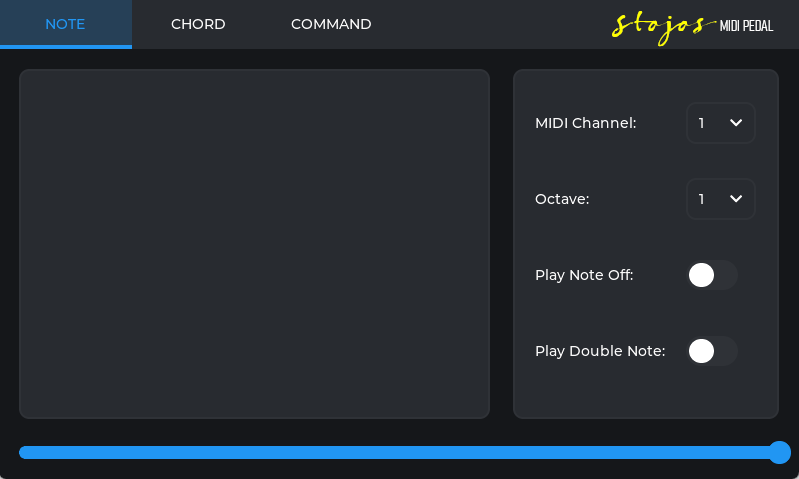 NOTE CHORD COMMAND stojos MIDI PEDAL
MIDI Channel: 1
Octave: 1
Play Note Off:
Play Double Note: